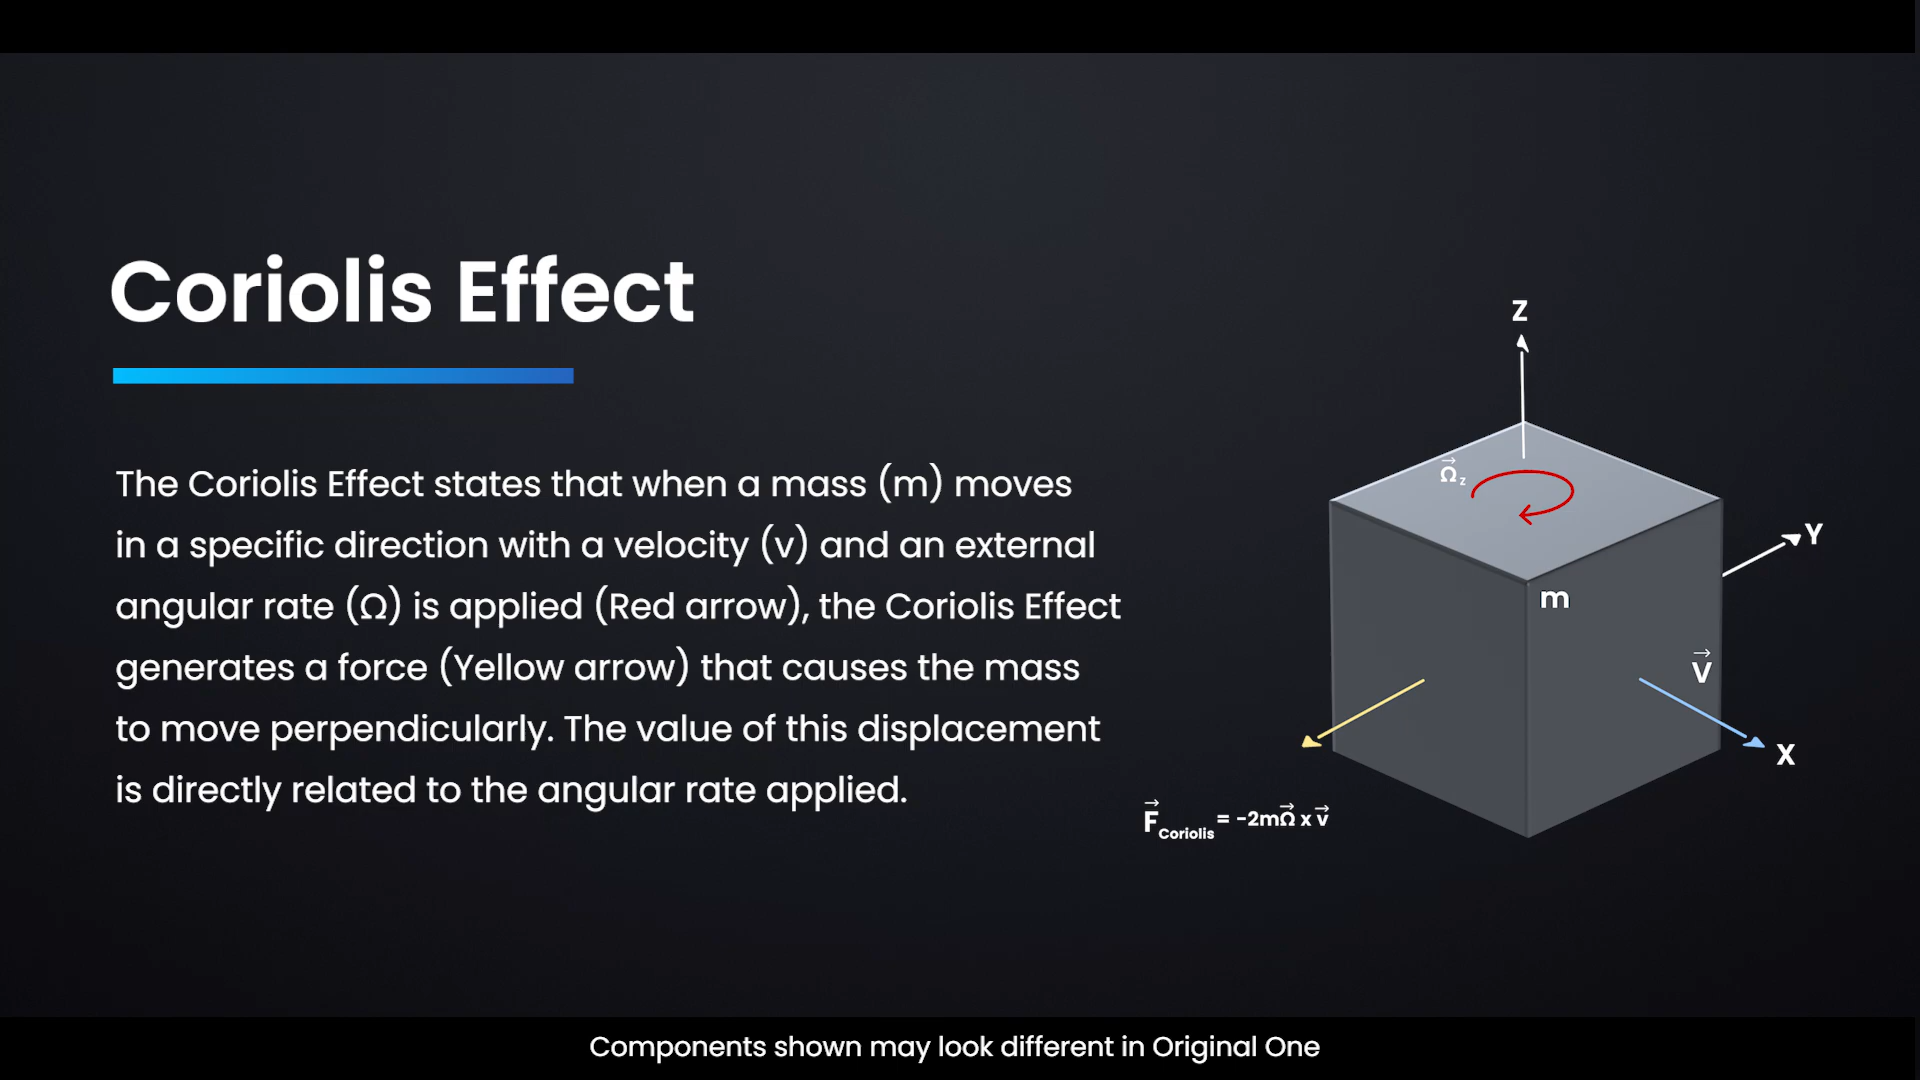 Coriolis Effect
The Coriolis Effect states that when a mass (m) moves
in a specific direction with a velocity (v) and an external
angular rate (Ω) is applied (Red arrow), the Coriolis Effect
generates a force (Yellow arrow) that causes the mass
to move perpendicularly. The value of this displacement
is directly related to the angular rate applied.
Z
Ω⃗z
Y
m
V⃗
X
F⃗Coriolis = -2mΩ⃗ x v⃗
Components shown may look different in Original One